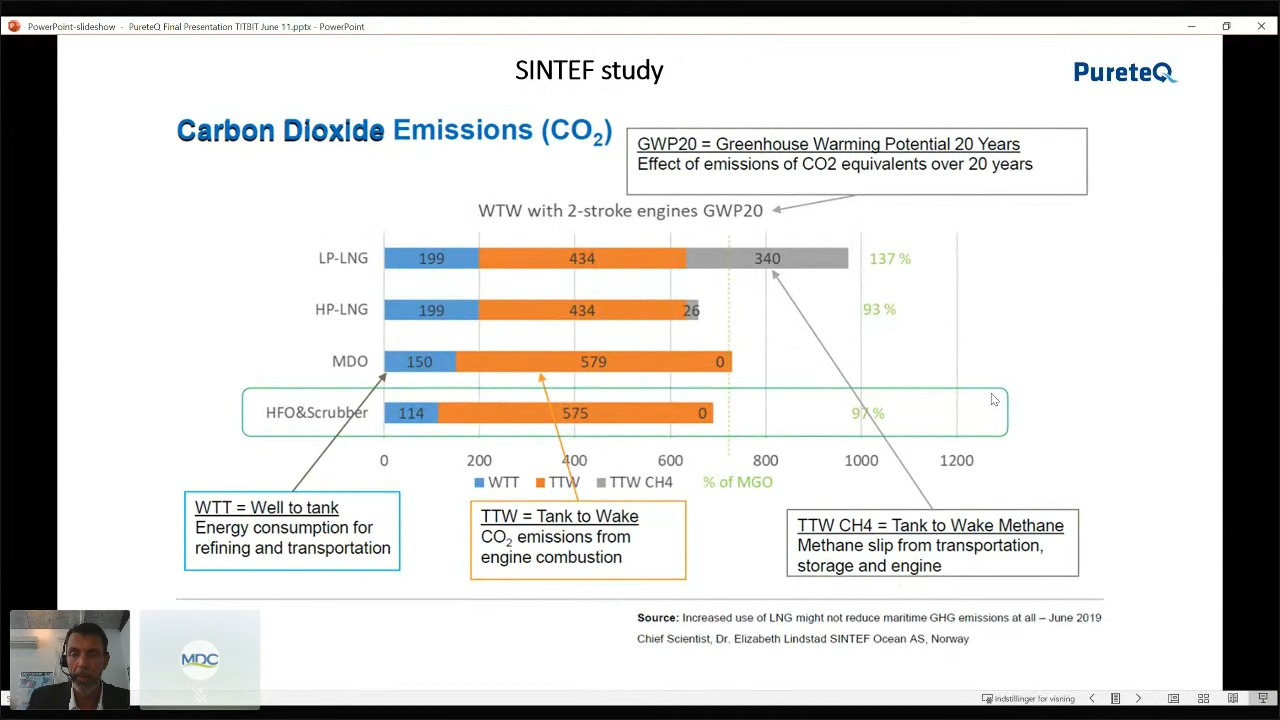 PowerPoint-slideshow - PureteQ Final Presentation TITBIT June 11.pptx - PowerPoint
SINTEF study
PureteQ
Carbon Dioxide Emissions (CO2)
GWP20 = Greenhouse Warming Potential 20 Years
Effect of emissions of CO2 equivalents over 20 years
WTW with 2-stroke engines GWP20
LP-LNG 199 434 340 137 %
HP-LNG 199 434 26 93 %
MDO 150 579 0
HFO&Scrubber 114 575 0 97 %
0 200 400 600 800 1000 1200
WTT TTW TTW CH4 % of MGO
WTT = Well to tank
Energy consumption for
refining and transportation
TTW = Tank to Wake
CO2 emissions from
engine combustion
TTW CH4 = Tank to Wake Methane
Methane slip from transportation,
storage and engine
Source: Increased use of LNG might not reduce maritime GHG emissions at all – June 2019
Chief Scientist, Dr. Elizabeth Lindstad SINTEF Ocean AS, Norway
MDC
Indstillinger for visning